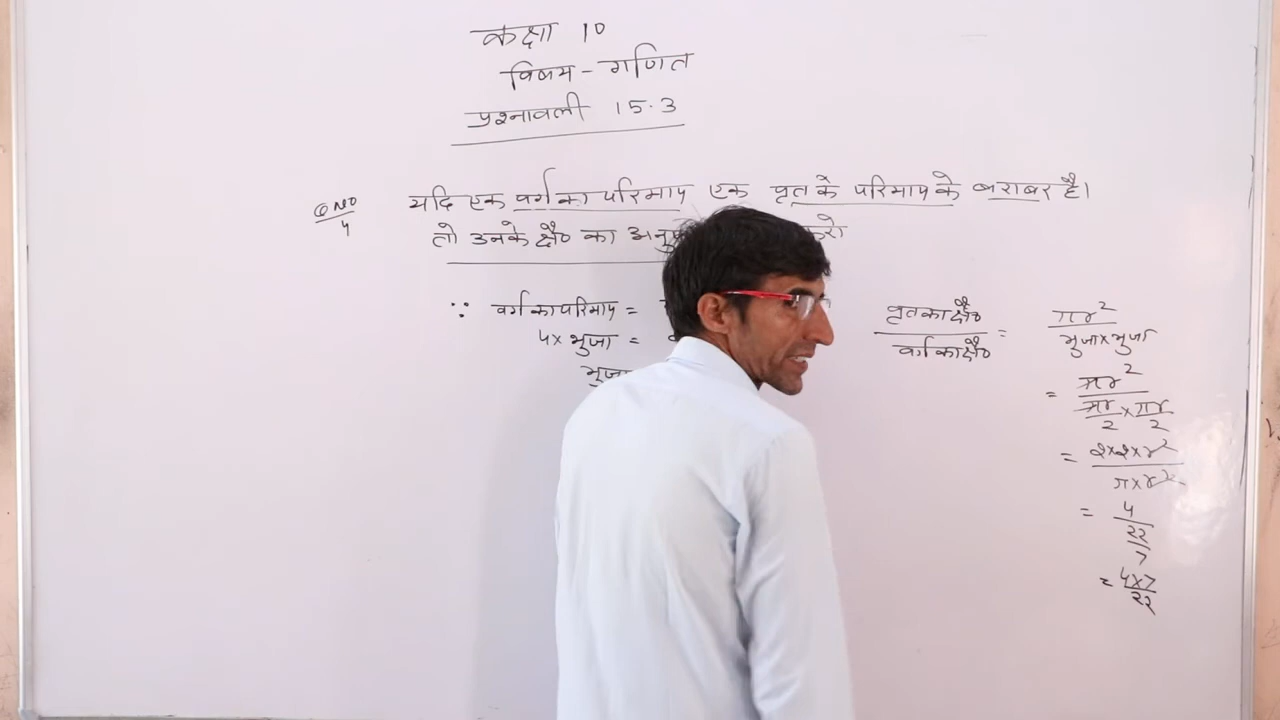 कक्षा 10
विषय - गणित
प्रश्नावली 15.3
Q NO 4 यदि एक वर्ग का परिमाप एक वृत के परिमाप के बराबर है।
तो उनके क्षै० का
∵ वर्ग का परिमाप =
4 × भुजा =
भुजा
वृत का क्षै० / वर्ग का क्षै० = πr² / भुजा × भुजा
= πr² / πr/2 × πr/2
= 2×2×r² / π×r²
= 4 / 22/7
= 4×7 / 22